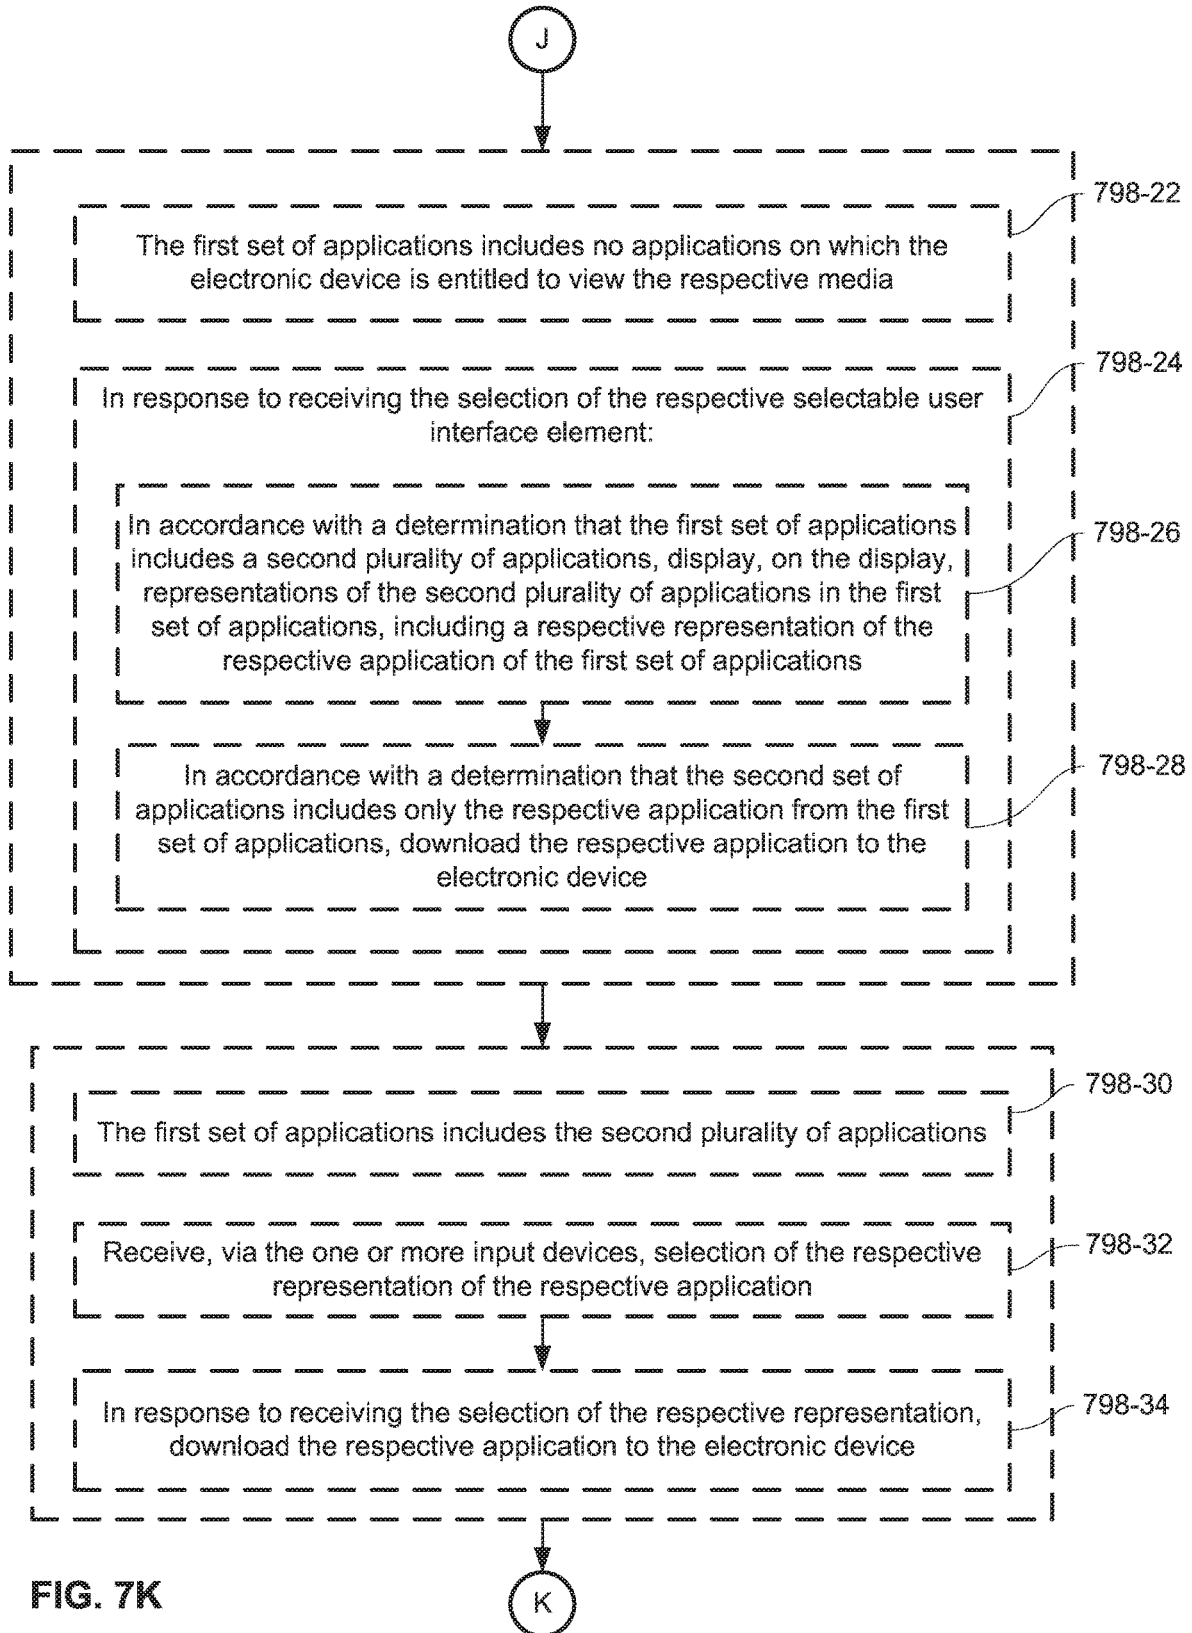 J
798-22
The first set of applications includes no applications on which the
electronic device is entitled to view the respective media
798-24
In response to receiving the selection of the respective selectable user
interface element:
In accordance with a determination that the first set of applications
includes a second plurality of applications, display, on the display,
representations of the second plurality of applications in the first
set of applications, including a respective representation of the
respective application of the first set of applications
798-26
In accordance with a determination that the second set of
applications includes only the respective application from the first
set of applications, download the respective application to the
electronic device
798-28
798-30
The first set of applications includes the second plurality of applications
Receive, via the one or more input devices, selection of the respective
representation of the respective application
798-32
In response to receiving the selection of the respective representation,
download the respective application to the electronic device
798-34
FIG. 7K
K